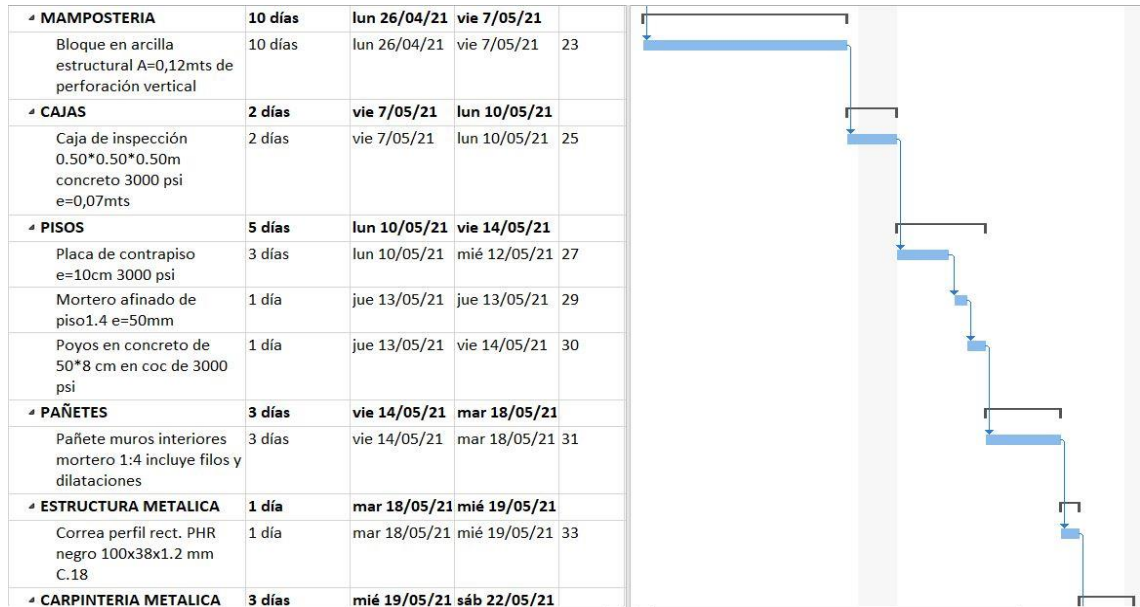 MAMPOSTERIA 10 días lun 26/04/21 vie 7/05/21
Bloque en arcilla 10 días lun 26/04/21 vie 7/05/21 23
estructural A=0,12mts de
perforación vertical
CAJAS 2 días vie 7/05/21 lun 10/05/21
Caja de inspección 2 días vie 7/05/21 lun 10/05/21 25
0.50*0.50*0.50m
concreto 3000 psi
e=0,07mts
PISOS 5 días lun 10/05/21 vie 14/05/21
Placa de contrapiso 3 días lun 10/05/21 mié 12/05/21 27
e=10cm 3000 psi
Mortero afinado de 1 día jue 13/05/21 jue 13/05/21 29
piso1.4 e=50mm
Poyos en concreto de 1 día jue 13/05/21 vie 14/05/21 30
50*8 cm en coc de 3000
psi
PAÑETES 3 días vie 14/05/21 mar 18/05/21
Pañete muros interiores 3 días vie 14/05/21 mar 18/05/21 31
mortero 1:4 incluye filos y
dilataciones
ESTRUCTURA METALICA 1 día mar 18/05/21 mié 19/05/21
Correa perfil rect. PHR 1 día mar 18/05/21 mié 19/05/21 33
negro 100x38x1.2 mm
C.18
CARPINTERIA METALICA 3 días mié 19/05/21 sáb 22/05/21